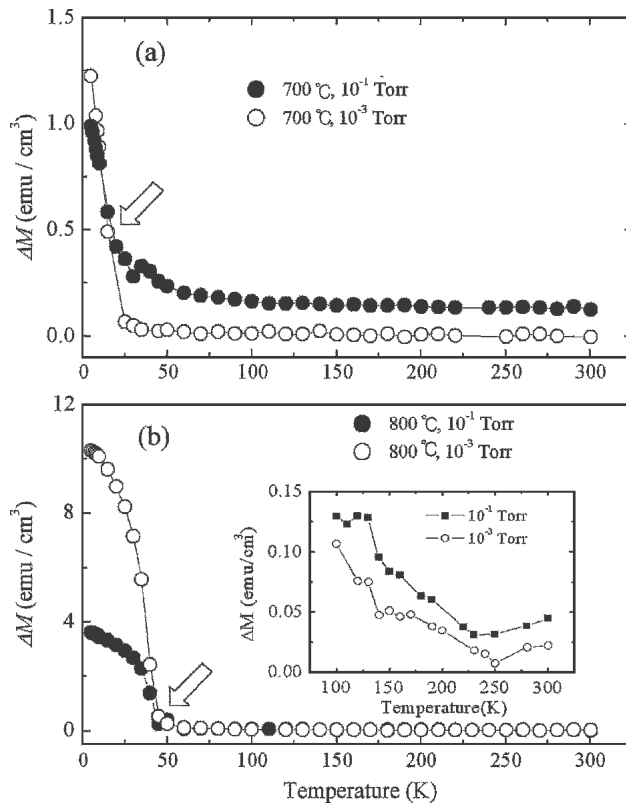 1.5
(a)
700℃, 10⁻¹ Torr
700℃, 10⁻³ Torr
1.0
0.5
0.0
ΔM (emu / cm³)
0 50 100 150 200 250 300
12
(b)
800℃, 10⁻¹ Torr
800℃, 10⁻³ Torr
8
4
0
ΔM (emu / cm³)
0.15
10⁻¹ Torr
10⁻³ Torr
0.10
0.05
0.00
ΔM (emu/cm³)
100 150 200 250 300
Temperature(K)
0 50 100 150 200 250 300
Temperature (K)